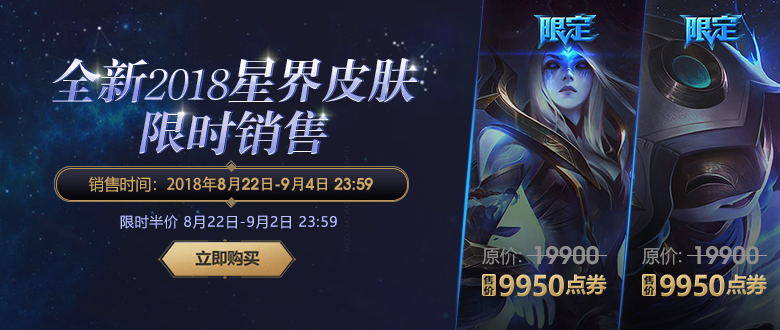 全新2018星界皮肤
限时销售
销售时间：2018年8月22日-9月4日 23:59
限时半价 8月22日-9月2日 23:59
立即购买
限定
原价: 19900
售价 9950点券
限定
原价: 19900
售价 9950点券